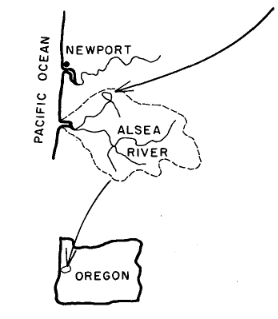 NEWPORT
PACIFIC OCEAN
ALSEA
RIVER
OREGON